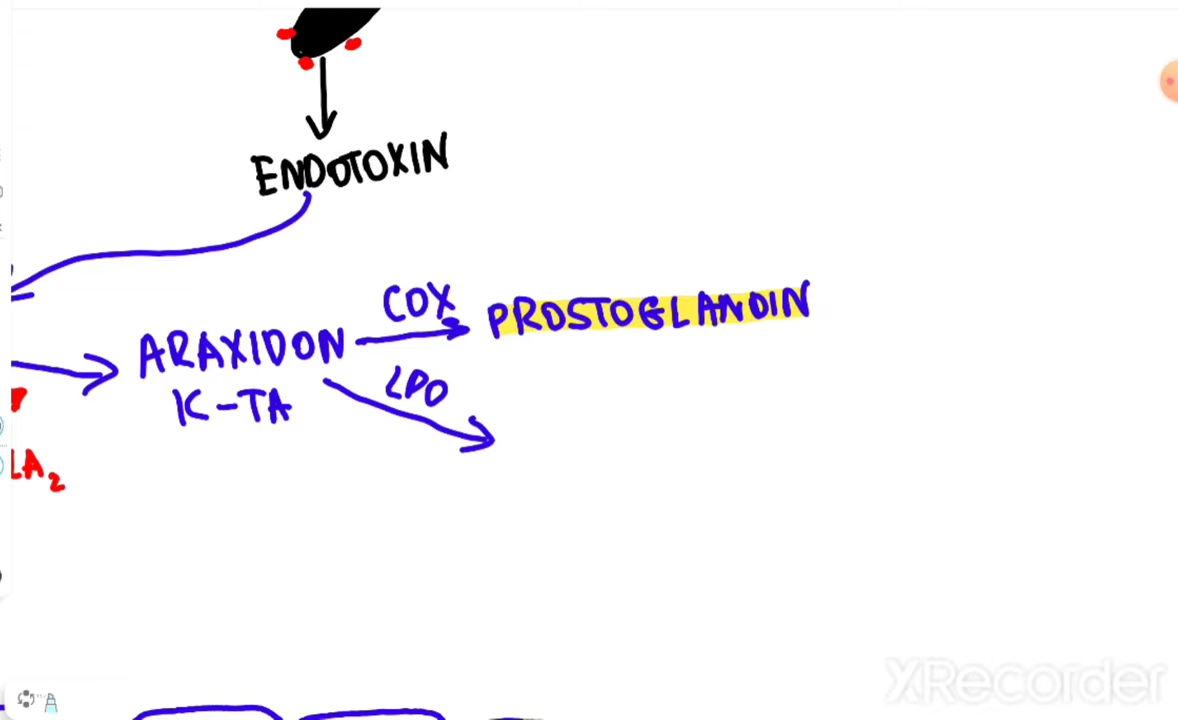 ENDOTOXIN
COX
PROSTOGLANDIN
ARAXIDON
LPO
K-TA
LA2
XRecorder